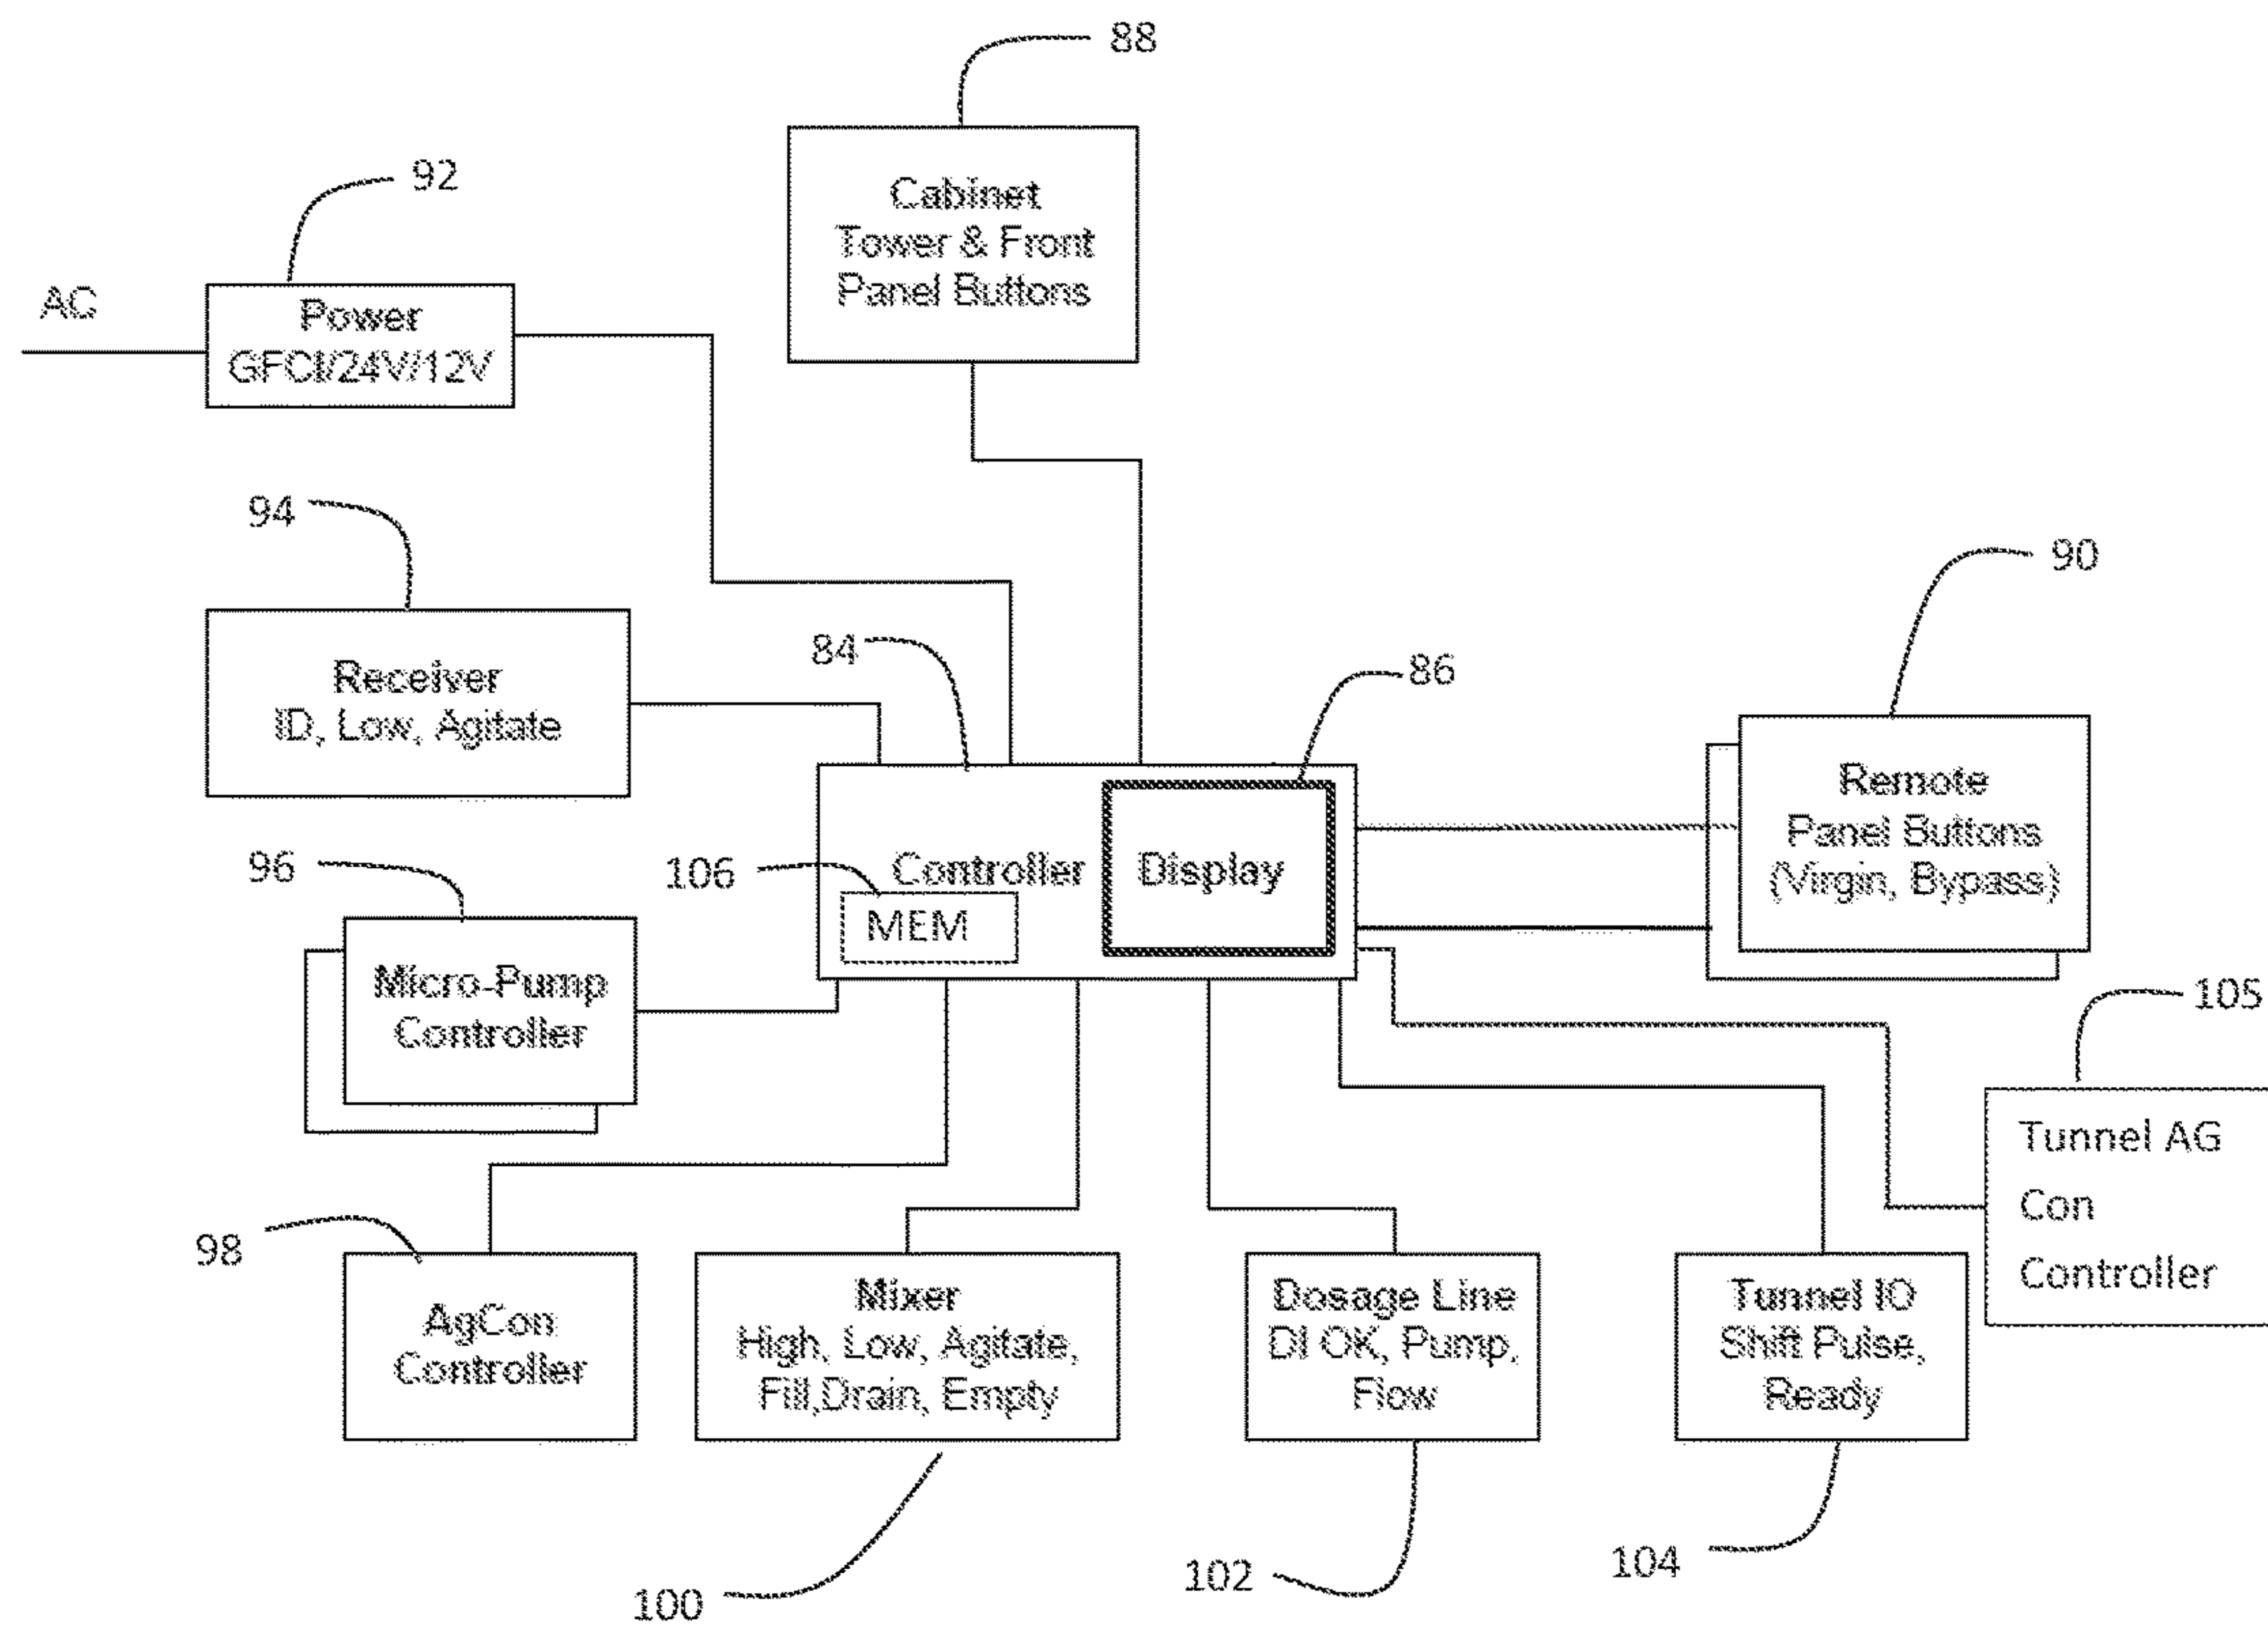 88
92
Cabinet
Tower & Front
Panel Buttons
AC
Power
GFCI/24V/12V
94
90
84
86
Receiver
ID, Low, Agitate
Remote
Panel Buttons
(Virgin, Bypass)
96
106
Controller
Display
MEM
Micro-Pump
Controller
105
Tunnel AG
Con
Controller
98
AgCon
Controller
Mixer
High, Low, Agitate,
Fill,Drain, Empty
Dosage Line
DI OK, Pump,
Flow
Tunnel IO
Shift Pulse,
Ready
100
102
104